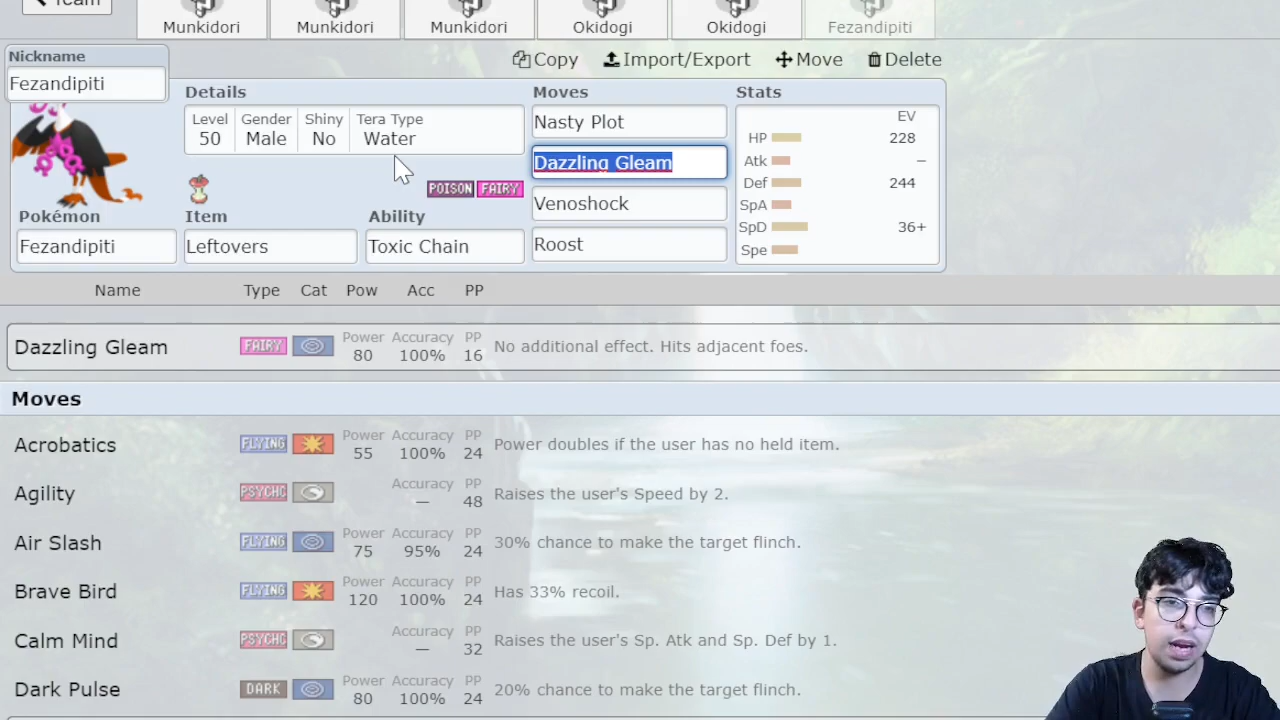 Team
Munkidori Munkidori Munkidori Okidogi Okidogi Fezandipiti
Nickname
Fezandipiti
Copy Import/Export Move Delete
Details Moves Stats
Level Gender Shiny Tera Type
50 Male No Water
POISON FAIRY
Pokémon Item Ability
Fezandipiti Leftovers Toxic Chain
Nasty Plot
Dazzling Gleam
Venoshock
Roost
EV
HP 228
Atk –
Def 244
SpA
SpD 36+
Spe
Name Type Cat Pow Acc PP
Dazzling Gleam FAIRY Power 80 Accuracy 100% PP 16 No additional effect. Hits adjacent foes.
Moves
Acrobatics FLYING Power 55 Accuracy 100% PP 24 Power doubles if the user has no held item.
Agility PSYCHC Accuracy — PP 48 Raises the user's Speed by 2.
Air Slash FLYING Power 75 Accuracy 95% PP 24 30% chance to make the target flinch.
Brave Bird FLYING Power 120 Accuracy 100% PP 24 Has 33% recoil.
Calm Mind PSYCHC Accuracy — PP 32 Raises the user's Sp. Atk and Sp. Def by 1.
Dark Pulse DARK Power 80 Accuracy 100% PP 24 20% chance to make the target flinch.